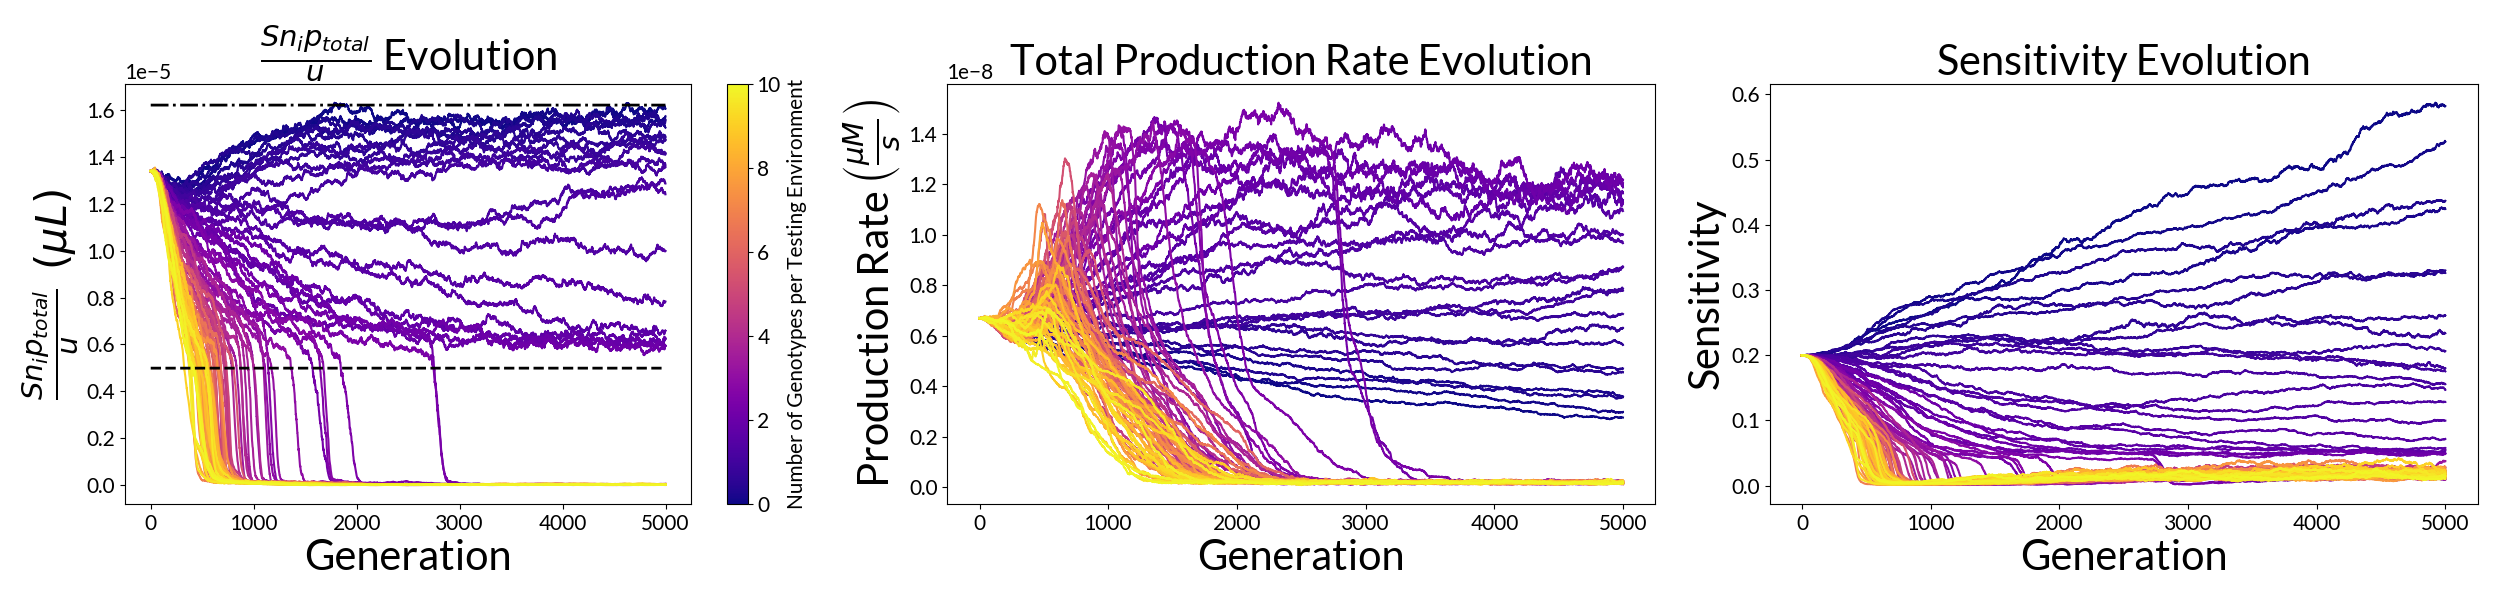 Sn_i p_total / u Evolution
1e−5
1.6
1.4
1.2
1.0
0.8
0.6
0.4
0.2
0.0
Sn_i p_total / u (μL)
0 1000 2000 3000 4000 5000
Generation
10
8
6
4
2
0
Number of Genotypes per Testing Environment
Total Production Rate Evolution
1e−8
1.4
1.2
1.0
0.8
0.6
0.4
0.2
0.0
Production Rate (μM / s)
0 1000 2000 3000 4000 5000
Generation
Sensitivity Evolution
0.6
0.5
0.4
0.3
0.2
0.1
0.0
Sensitivity
0 1000 2000 3000 4000 5000
Generation